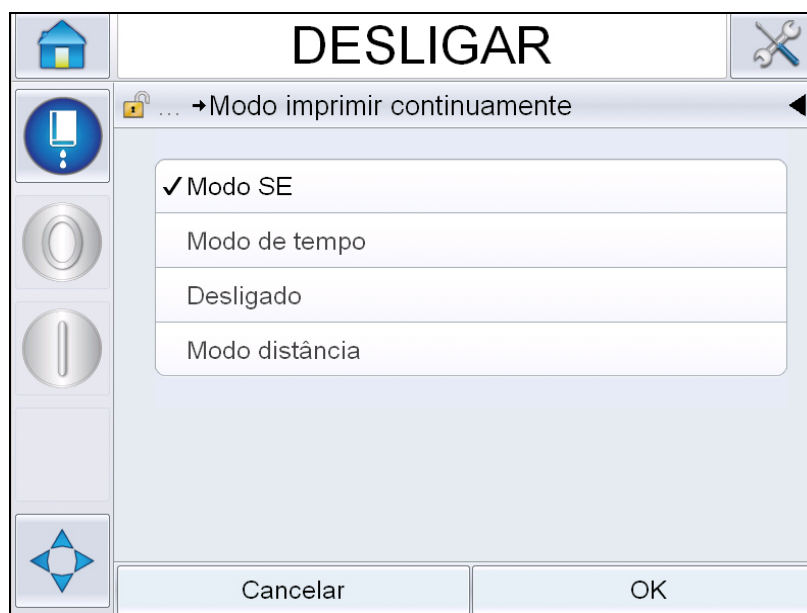 DESLIGAR
... →Modo imprimir continuamente
✓Modo SE
Modo de tempo
Desligado
Modo distância
Cancelar
OK